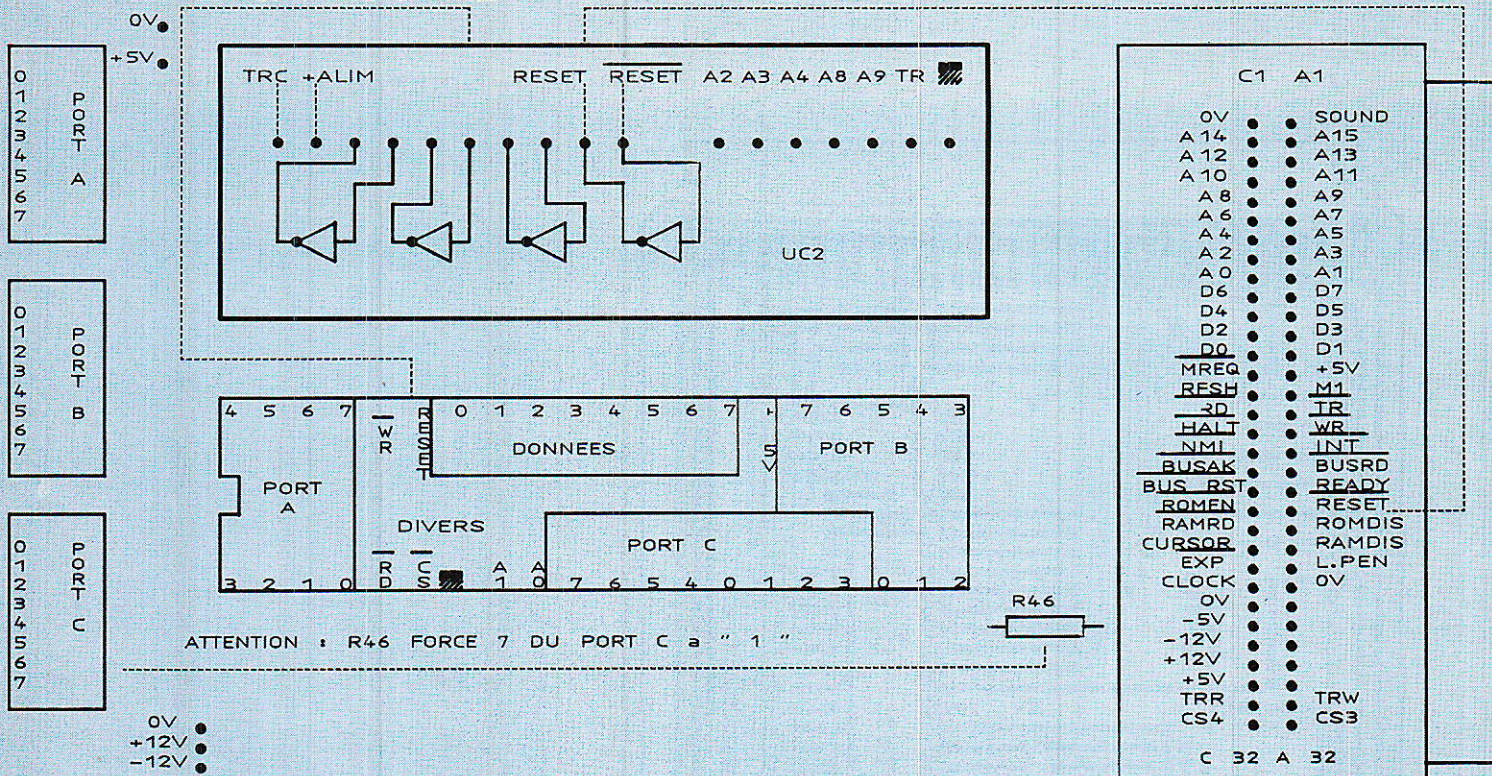 0V
+5V
0
1
2
3
4
5
6
7
PORT A
0
1
2
3
4
5
6
7
PORT B
0
1
2
3
4
5
6
7
PORT C
0V
+12V
-12V
TRC +ALIM RESET RESET A2 A3 A4 A8 A9 TR
UC2
4 5 6 7 WR RESET 0 1 2 3 4 5 6 7 +5V 7 6 5 4 3
DONNEES
PORT B
PORT A
DIVERS
PORT C
3 2 1 0 RD CS A1 A0 7 6 5 4 0 1 2 3 0 1 2
R46
ATTENTION : R46 FORCE 7 DU PORT C a " 1 "
C1 A1
0V SOUND
A14 A15
A12 A13
A10 A11
A8 A9
A6 A7
A4 A5
A2 A3
A0 A1
D6 D7
D4 D5
D2 D3
D0 D1
MREQ +5V
RFSH M1
RD TR
HALT WR
NMI INT
BUSAK BUSRD
BUS RST READY
ROMEN RESET
RAMRD ROMDIS
CURSOR RAMDIS
EXP L.PEN
CLOCK 0V
0V
-5V
-12V
+12V
+5V
TRR TRW
CS4 CS3
C 32 A 32